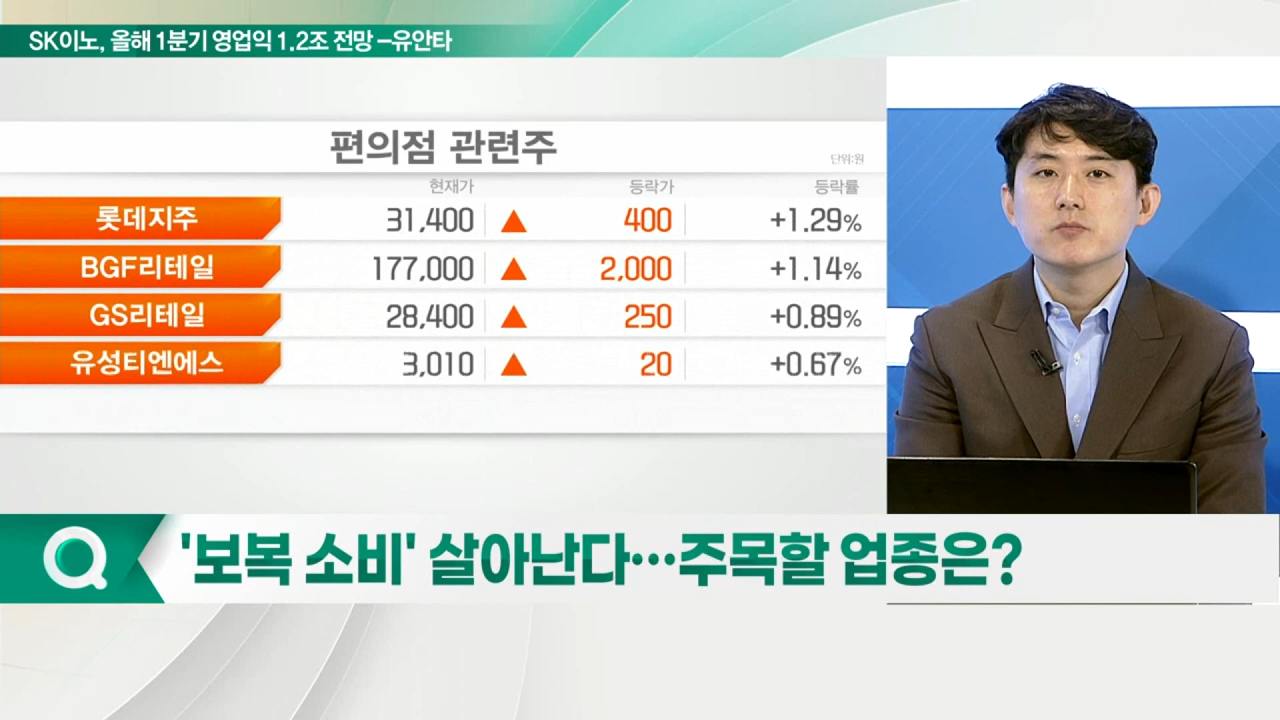 SK이노, 올해 1분기 영업익 1.2조 전망 -유안타
편의점 관련주
단위:원
현재가 등락가 등락률
롯데지주 31,400 ▲ 400 +1.29%
BGF리테일 177,000 ▲ 2,000 +1.14%
GS리테일 28,400 ▲ 250 +0.89%
유성티엔에스 3,010 ▲ 20 +0.67%
Q '보복 소비' 살아난다…주목할 업종은?